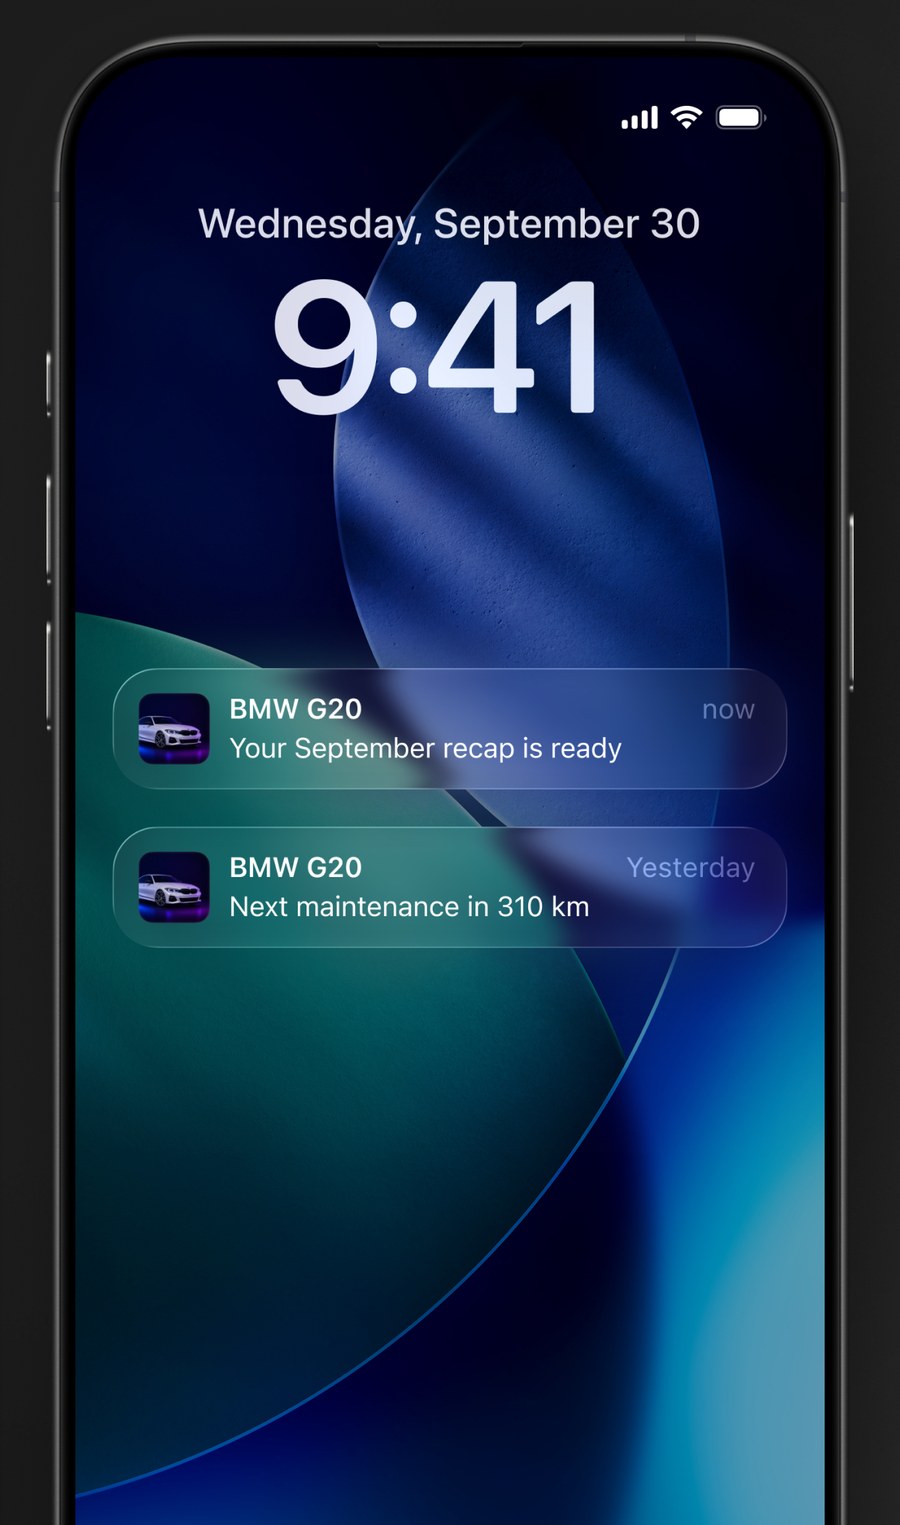 Wednesday, September 30
9:41
BMW G20
now
Your September recap is ready
BMW G20
Yesterday
Next maintenance in 310 km